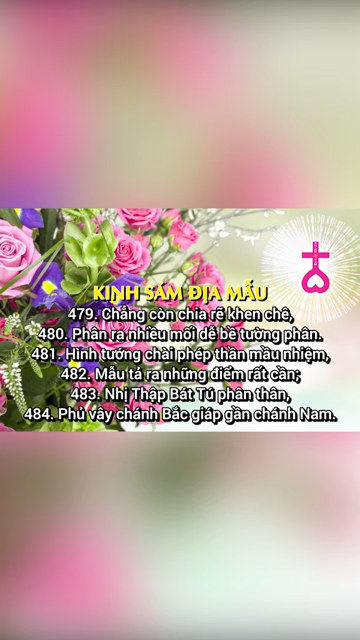 KINH SÁM ĐỊA MẪU
479. Chẳng còn chia rẽ khen chê,
480. Phân ra nhiều mối dễ bề tường phân.
481. Hình tướng chài phép thần mầu nhiệm,
482. Mẫu tả ra những điểm rất cần;
483. Nhị Thập Bát Tú phân thân,
484. Phủ vây chánh Bắc giáp gần chánh Nam.